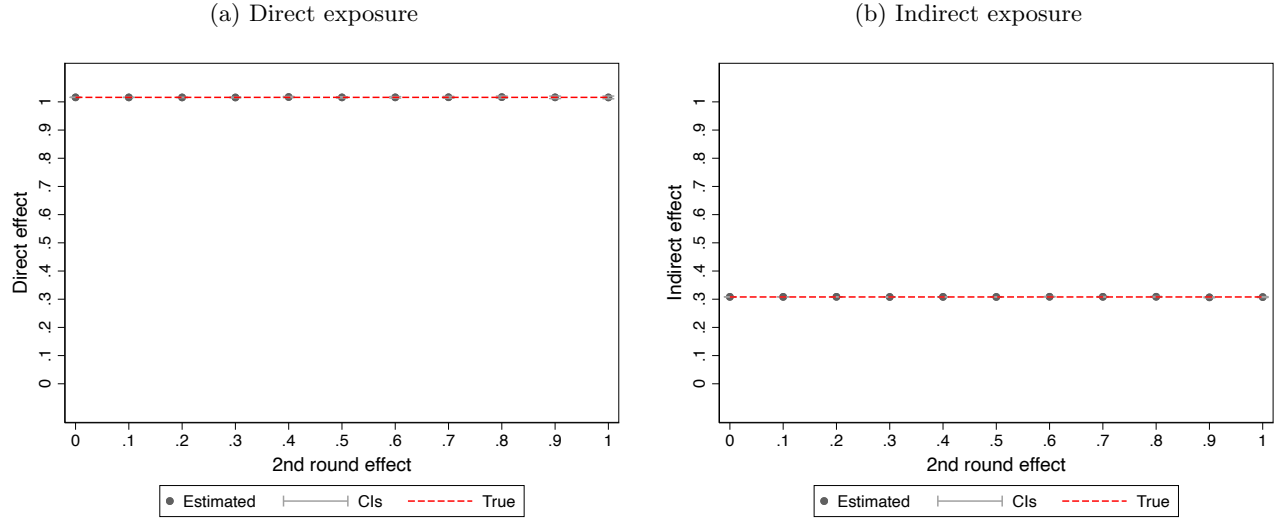 (a) Direct exposure
Direct effect
1
.9
.8
.7
.6
.5
.4
.3
.2
.1
0
0 .1 .2 .3 .4 .5 .6 .7 .8 .9 1
2nd round effect
Estimated CIs True
(b) Indirect exposure
Indirect effect
1
.9
.8
.7
.6
.5
.4
.3
.2
.1
0
0 .1 .2 .3 .4 .5 .6 .7 .8 .9 1
2nd round effect
Estimated CIs True